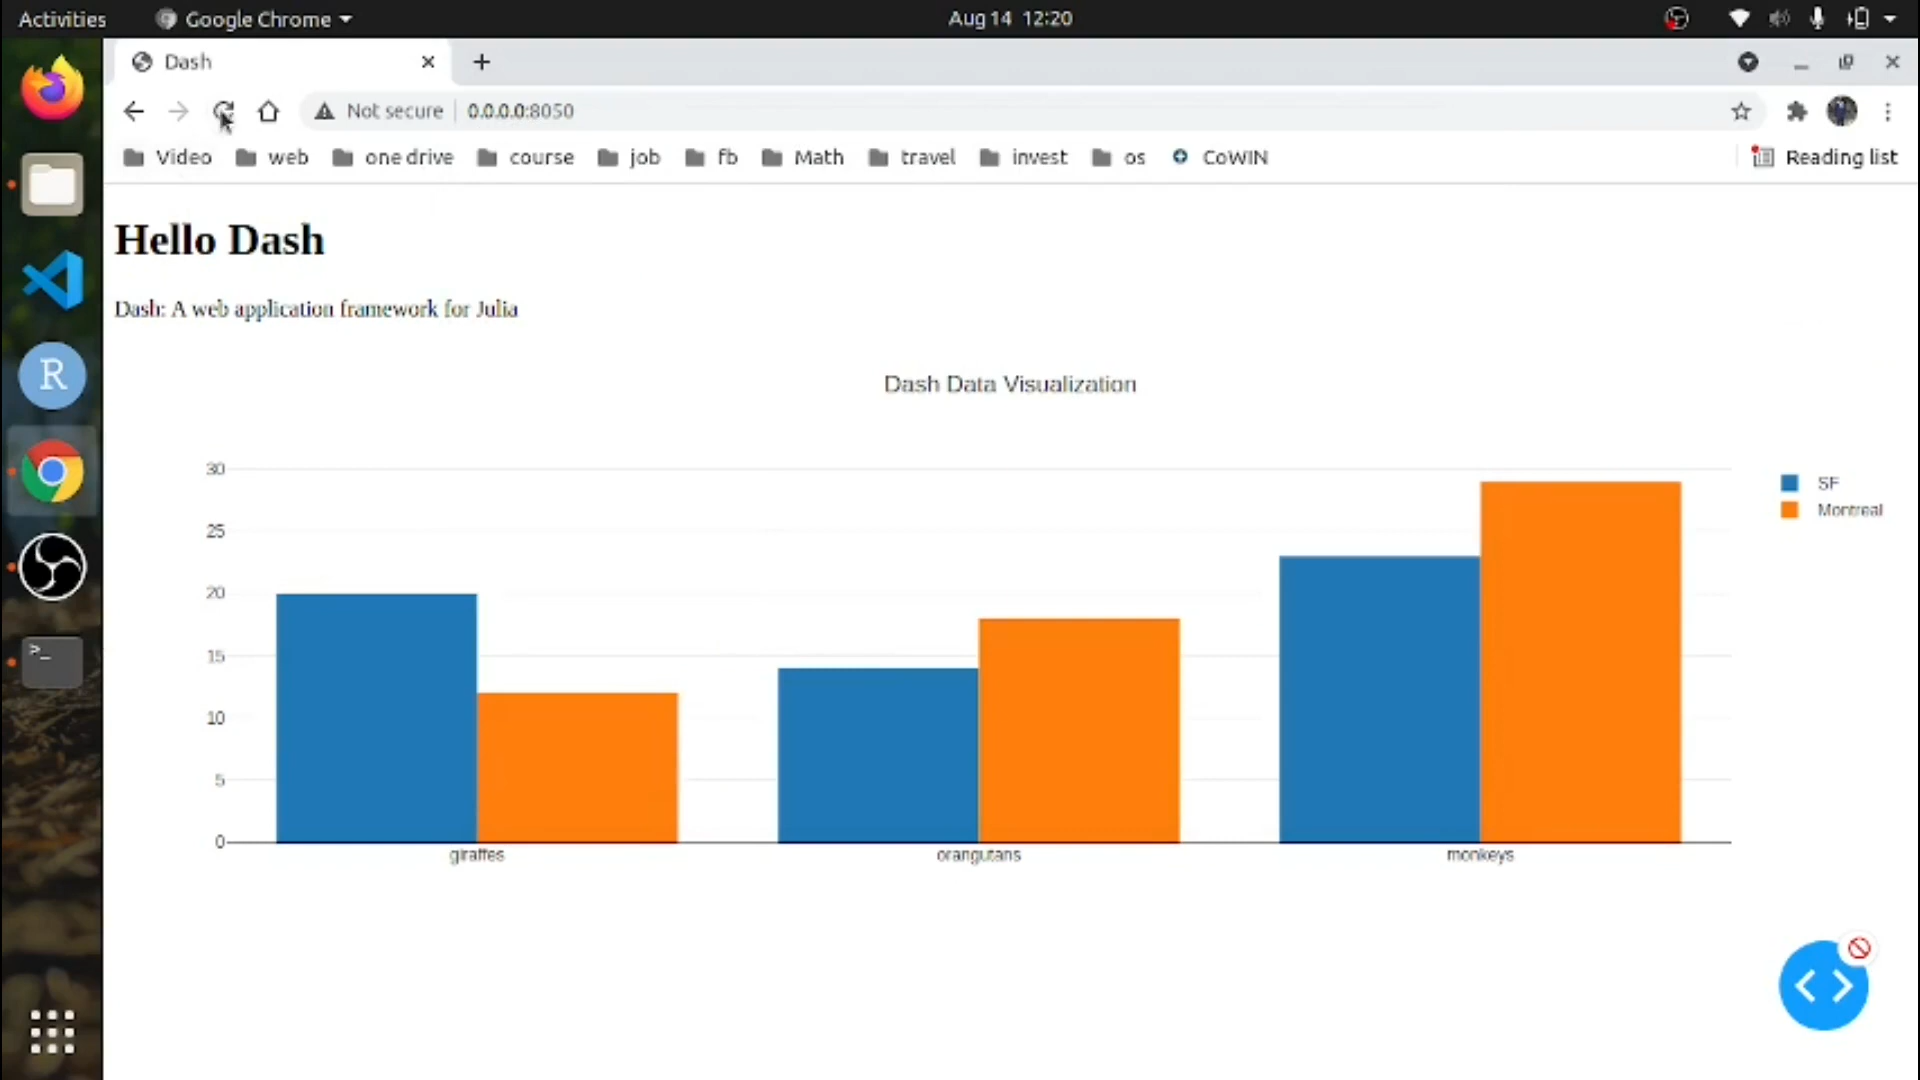 Activities Google Chrome Aug 14 12:20
Dash
Not secure 0.0.0.0:8050
Video web one drive course job fb Math travel invest os CoWIN Reading list
Hello Dash
Dash: A web application framework for Julia
Dash Data Visualization
30
25
20
15
10
5
0
giraffes orangutans monkeys
SF
Montreal
R
>_